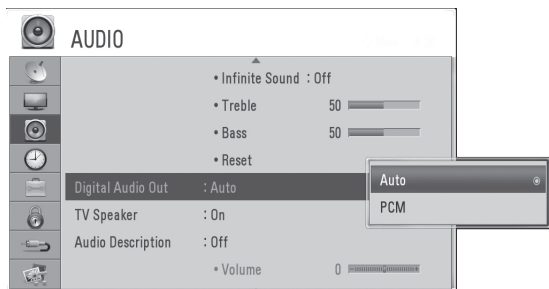 AUDIO
• Infinite Sound : Off
• Treble 50
• Bass 50
• Reset
Digital Audio Out : Auto
TV Speaker : On
Audio Description : Off
• Volume 0
Auto
PCM